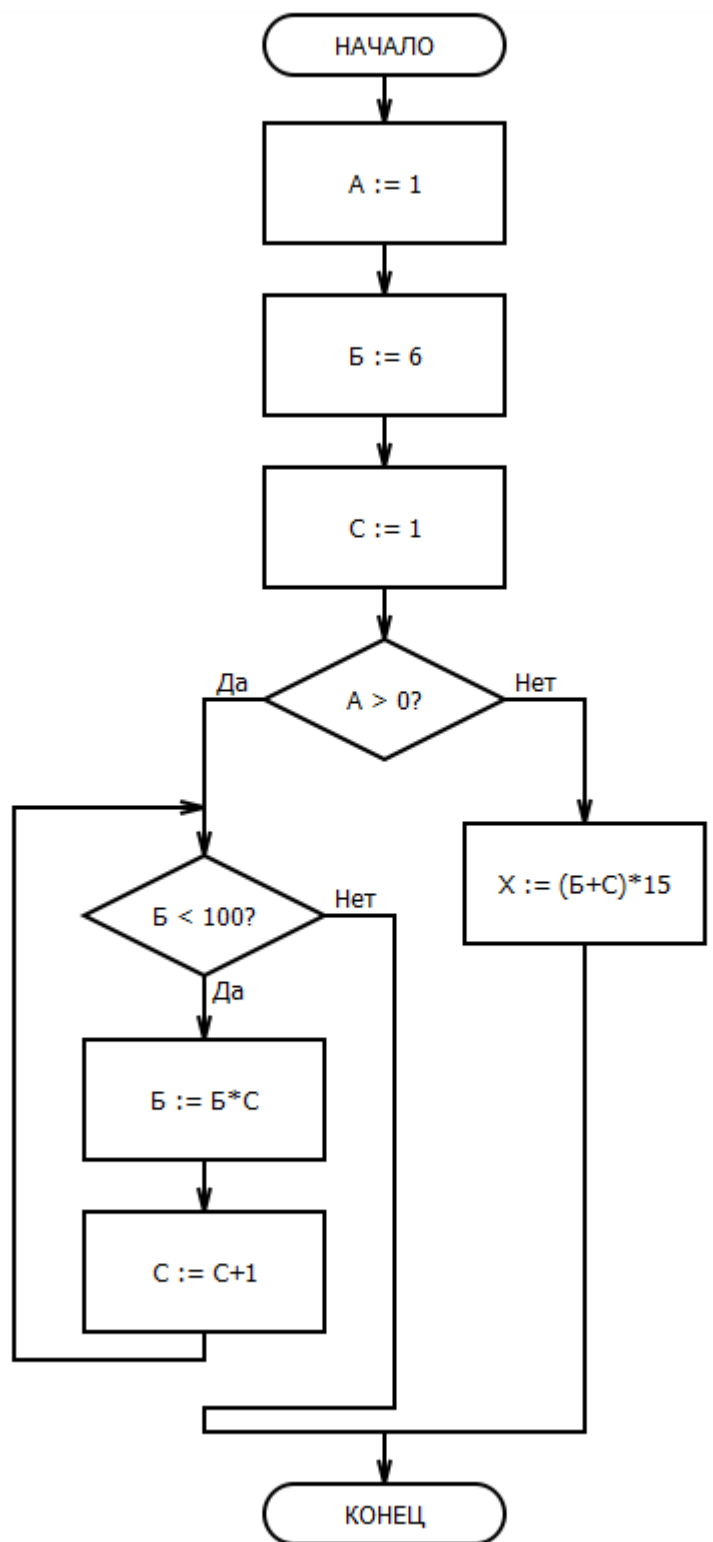 НАЧАЛО
А := 1
Б := 6
С := 1
А > 0?
Да
Нет
Б < 100?
Нет
Да
Х := (Б+С)*15
Б := Б*С
С := С+1
КОНЕЦ